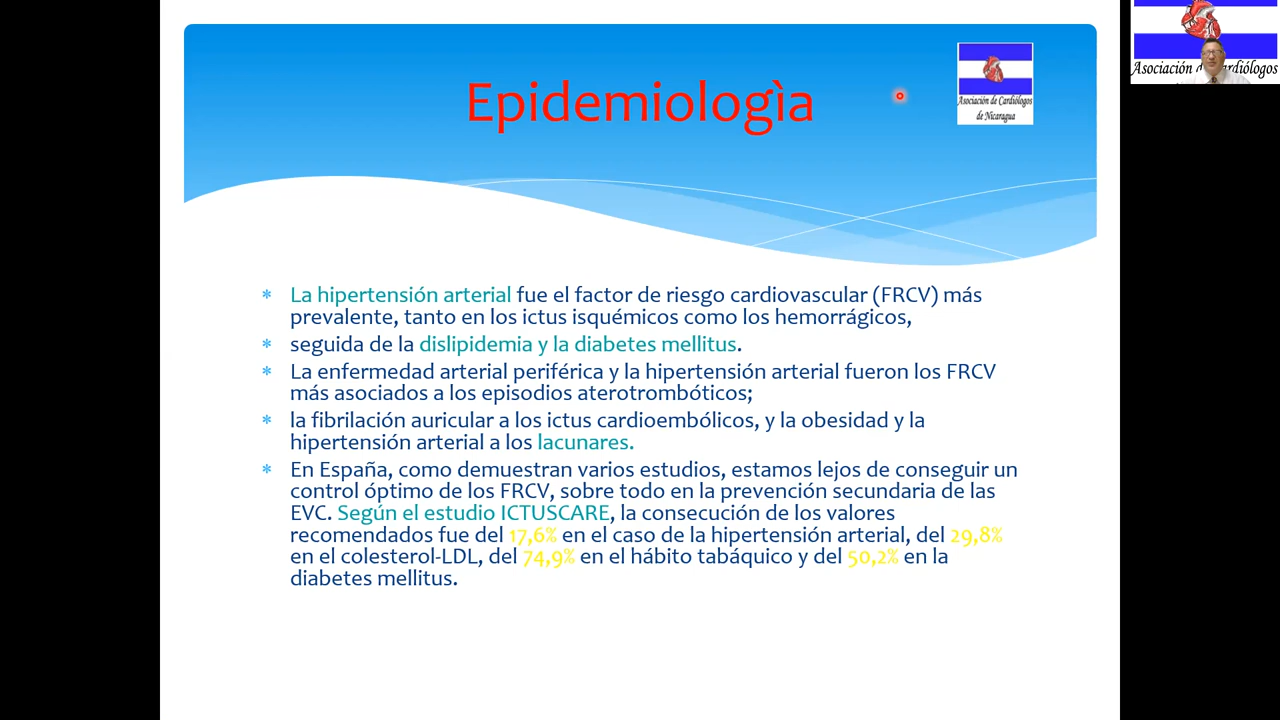 Epidemiologìa
Asociación de Cardiólogos
de Nicaragua
La hipertensión arterial fue el factor de riesgo cardiovascular (FRCV) más
prevalente, tanto en los ictus isquémicos como los hemorrágicos,
seguida de la dislipidemia y la diabetes mellitus.
La enfermedad arterial periférica y la hipertensión arterial fueron los FRCV
más asociados a los episodios aterotrombóticos;
la fibrilación auricular a los ictus cardioembólicos, y la obesidad y la
hipertensión arterial a los lacunares.
En España, como demuestran varios estudios, estamos lejos de conseguir un
control óptimo de los FRCV, sobre todo en la prevención secundaria de las
EVC. Según el estudio ICTUSCARE, la consecución de los valores
recomendados fue del 17,6% en el caso de la hipertensión arterial, del 29,8%
en el colesterol-LDL, del 74,9% en el hábito tabáquico y del 50,2% en la
diabetes mellitus.
Asociación d ardiólogos